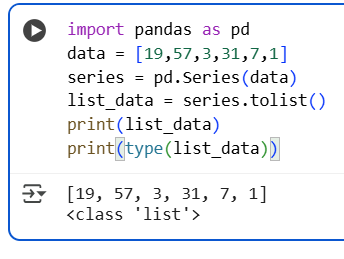 import pandas as pd
data = [19,57,3,31,7,1]
series = pd.Series(data)
list_data = series.tolist()
print(list_data)
print(type(list_data))
[19, 57, 3, 31, 7, 1]
<class 'list'>